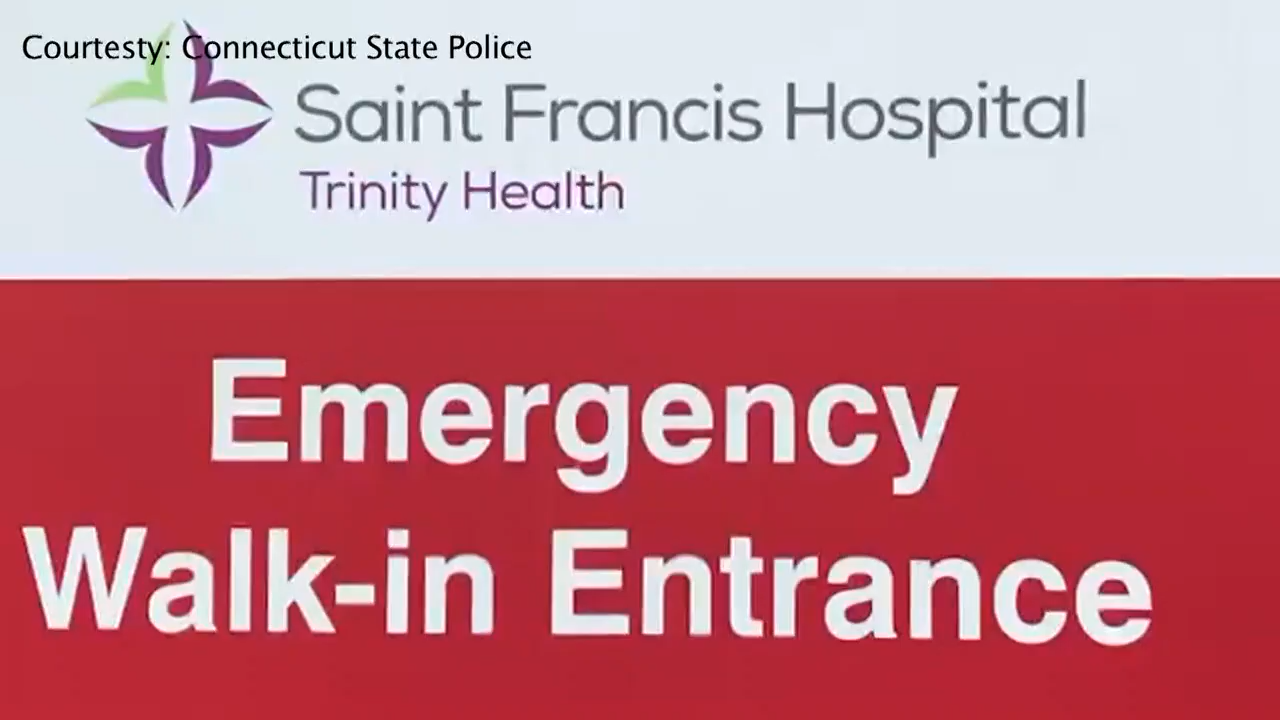 Courtesty: Connecticut State Police
Saint Francis Hospital
Trinity Health
Emergency
Walk-in Entrance